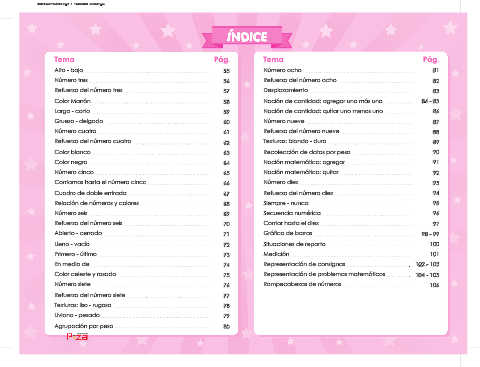 ÍNDICE
Tema Pág.
Alto - bajo 55
Número tres 56
Refuerzo del número tres 57
Color Marrón 58
Largo - corto 59
Grueso - delgado 60
Número cuatro 61
Refuerzo del número cuatro 62
Color blanco 63
Color negro 64
Número cinco 65
Contamos hasta el número cinco 66
Cuadro de doble entrada 67
Relación de números y colores 68
Número seis 69
Refuerzo del número seis 70
Abierto - cerrado 71
Lleno - vacío 72
Primero - último 73
En medio de 74
Color celeste y rosado 75
Número siete 76
Refuerzo del número siete 77
Texturas: liso - rugoso 78
Liviano - pesado 79
Agrupación por peso 80
Tema Pág.
Número ocho 81
Refuerzo del número ocho 82
Desplazamiento 83
Noción de cantidad: agregar uno más uno 84 - 85
Noción de cantidad: quitar uno menos uno 86
Número nueve 87
Refuerzo del número nueve 88
Texturas: blando - duro 89
Recolección de datos por peso 90
Noción matemática: agregar 91
Noción matemática: quitar 92
Número diez 93
Refuerzo del número diez 94
Siempre - nunca 95
Secuencia numérica 96
Contar hasta el diez 97
Gráfica de barras 98 - 99
Situaciones de reparto 100
Medición 101
Representación de consignas 102 - 103
Representación de problemas matemáticos 104 - 105
Rompecabezas de números 106